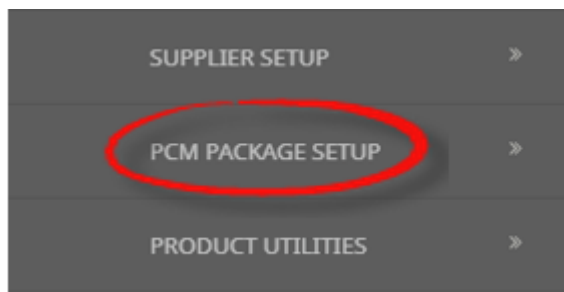 SUPPLIER SETUP »
PCM PACKAGE SETUP »
PRODUCT UTILITIES »